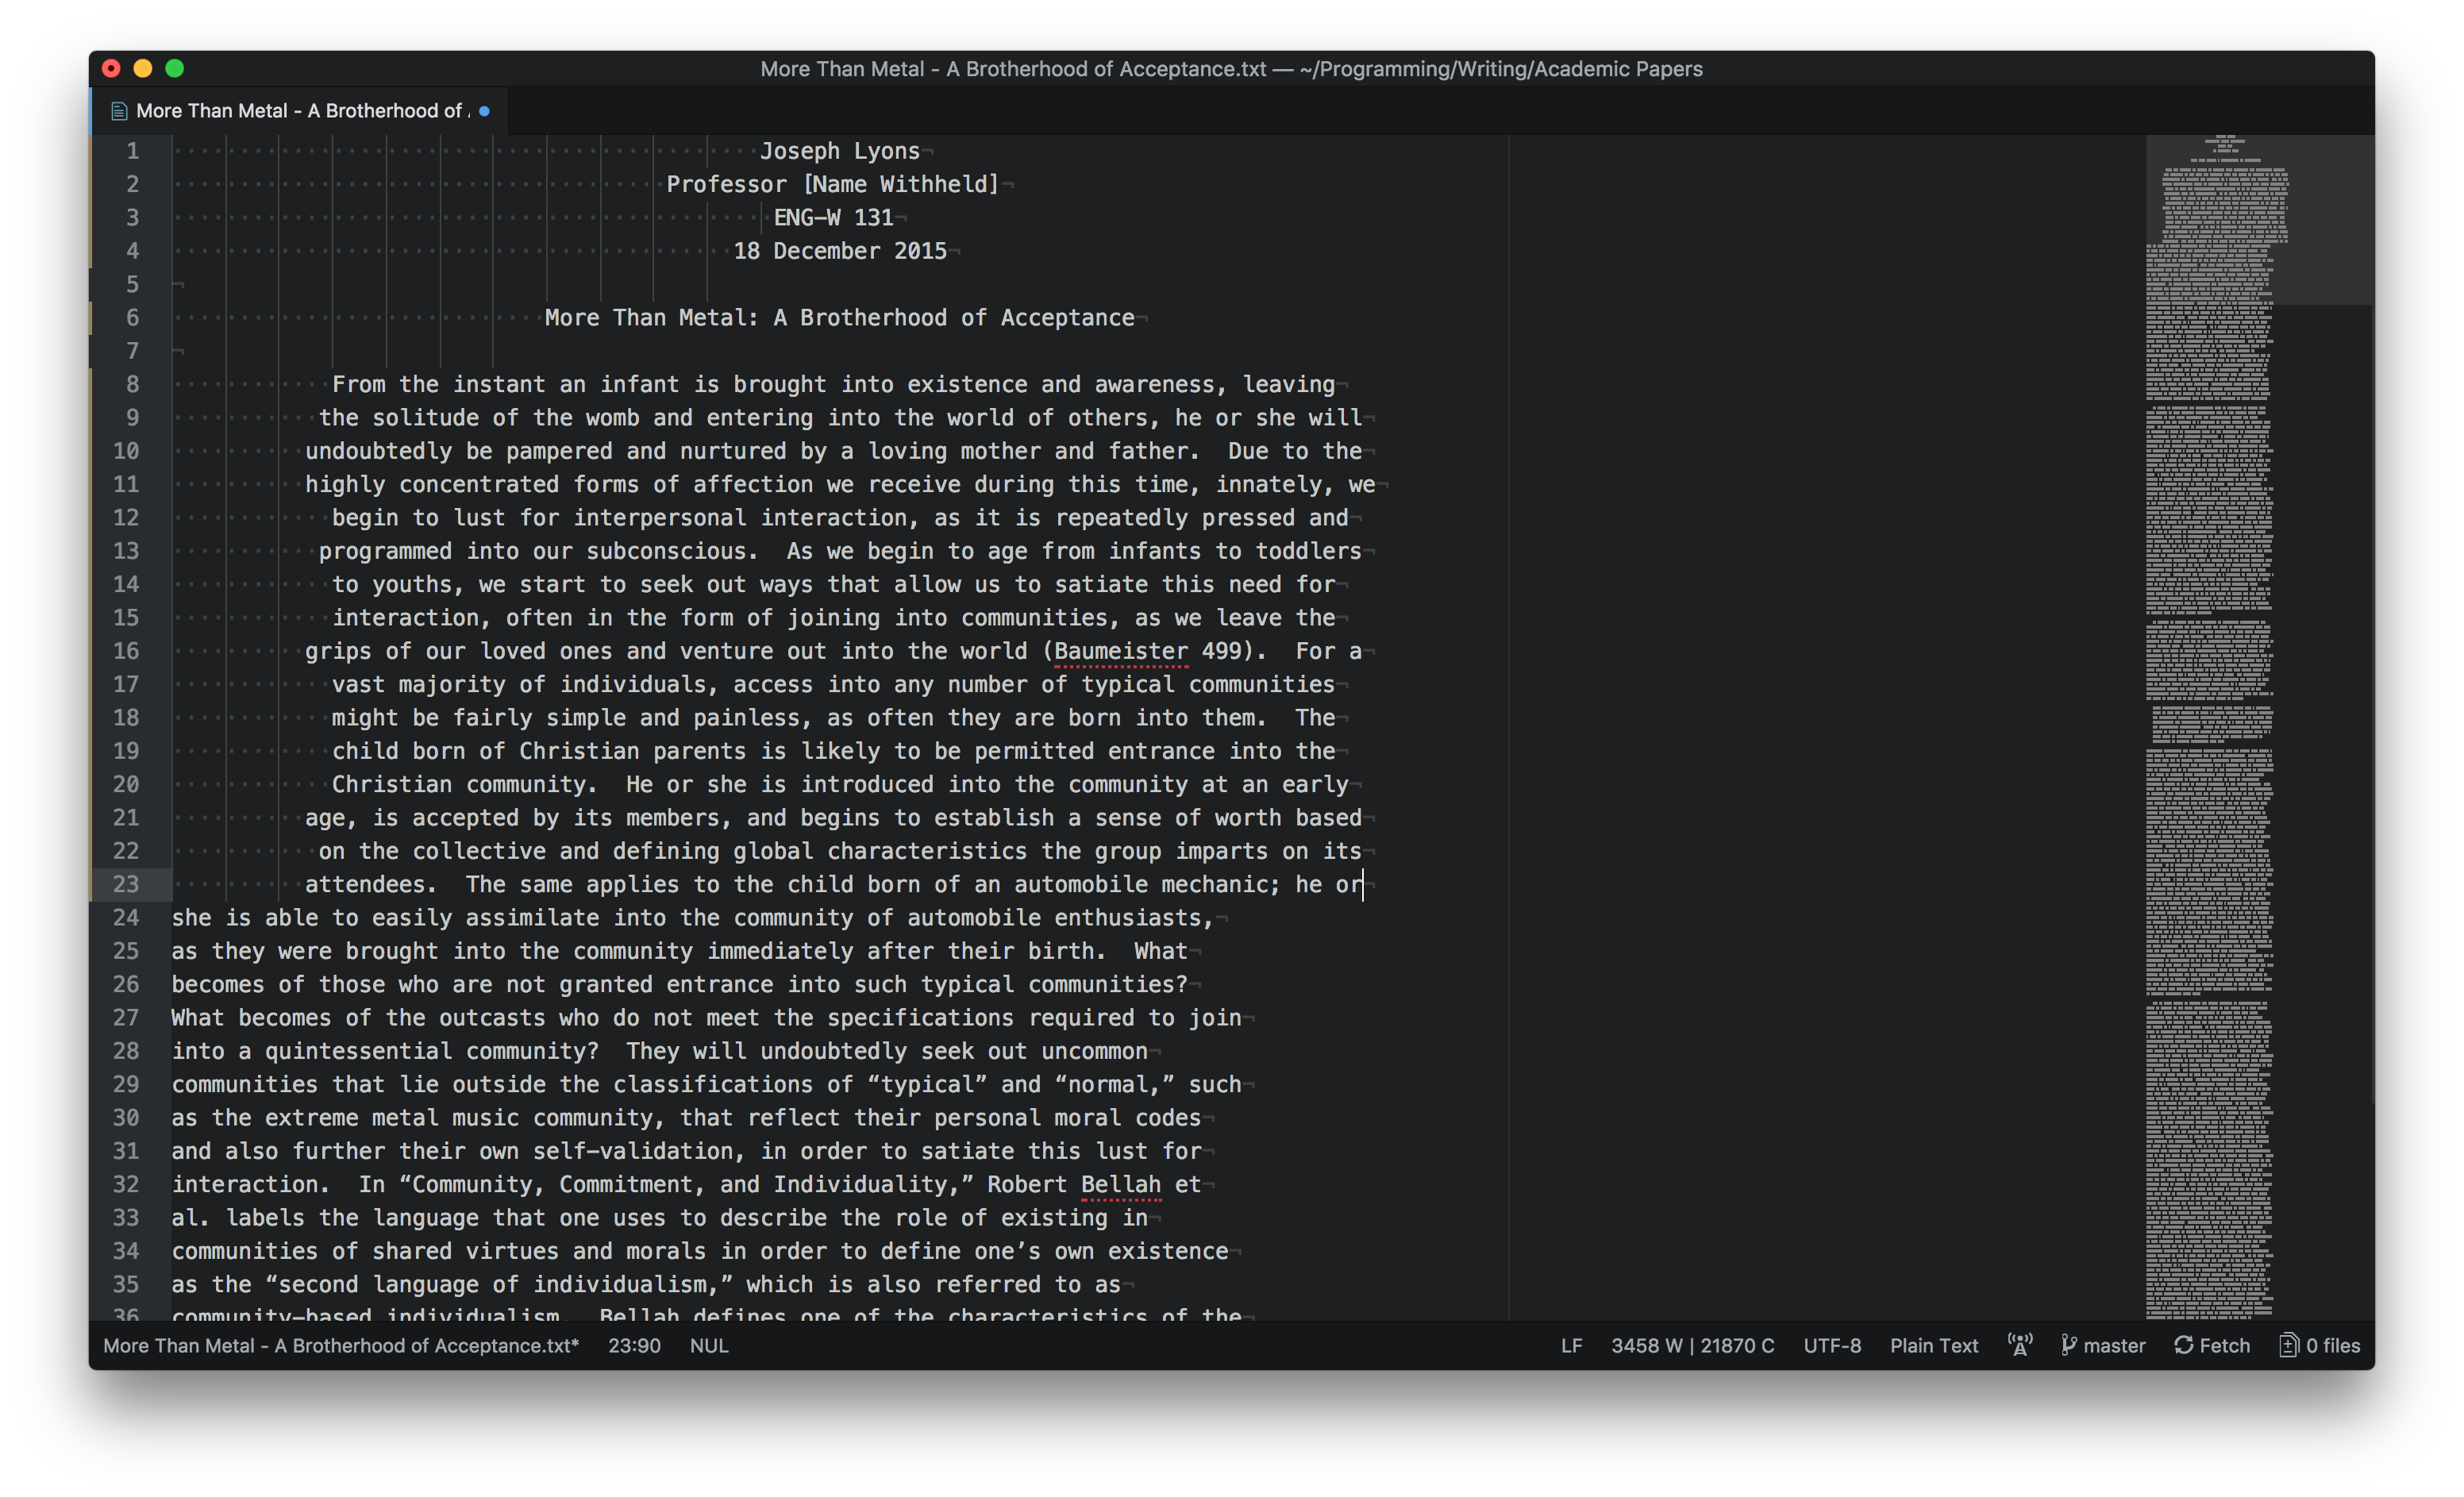 More Than Metal - A Brotherhood of Acceptance.txt — ~/Programming/Writing/Academic Papers
More Than Metal - A Brotherhood of
1 Joseph Lyons
2 Professor [Name Withheld]
3 ENG-W 131
4 18 December 2015
5
6 More Than Metal: A Brotherhood of Acceptance
7
8 From the instant an infant is brought into existence and awareness, leaving
9 the solitude of the womb and entering into the world of others, he or she will
10 undoubtedly be pampered and nurtured by a loving mother and father.  Due to the
11 highly concentrated forms of affection we receive during this time, innately, we
12 begin to lust for interpersonal interaction, as it is repeatedly pressed and
13 programmed into our subconscious.  As we begin to age from infants to toddlers
14 to youths, we start to seek out ways that allow us to satiate this need for
15 interaction, often in the form of joining into communities, as we leave the
16 grips of our loved ones and venture out into the world (Baumeister 499).  For a
17 vast majority of individuals, access into any number of typical communities
18 might be fairly simple and painless, as often they are born into them.  The
19 child born of Christian parents is likely to be permitted entrance into the
20 Christian community.  He or she is introduced into the community at an early
21 age, is accepted by its members, and begins to establish a sense of worth based
22 on the collective and defining global characteristics the group imparts on its
23 attendees.  The same applies to the child born of an automobile mechanic; he or
24 she is able to easily assimilate into the community of automobile enthusiasts,
25 as they were brought into the community immediately after their birth.  What
26 becomes of those who are not granted entrance into such typical communities?
27 What becomes of the outcasts who do not meet the specifications required to join
28 into a quintessential community?  They will undoubtedly seek out uncommon
29 communities that lie outside the classifications of “typical” and “normal,” such
30 as the extreme metal music community, that reflect their personal moral codes
31 and also further their own self-validation, in order to satiate this lust for
32 interaction.  In “Community, Commitment, and Individuality,” Robert Bellah et
33 al. labels the language that one uses to describe the role of existing in
34 communities of shared virtues and morals in order to define one’s own existence
35 as the “second language of individualism,” which is also referred to as
36 community-based individualism.  Bellah defines one of the characteristics of the
More Than Metal - A Brotherhood of Acceptance.txt* 23:90 NUL LF 3458 W | 21870 C UTF-8 Plain Text master Fetch 0 files